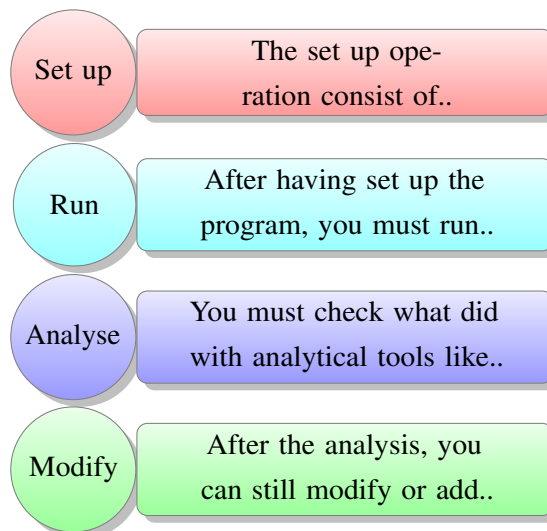 Set up
The set up ope-
ration consist of..
Run
After having set up the
program, you must run..
Analyse
You must check what did
with analytical tools like..
Modify
After the analysis, you
can still modify or add..